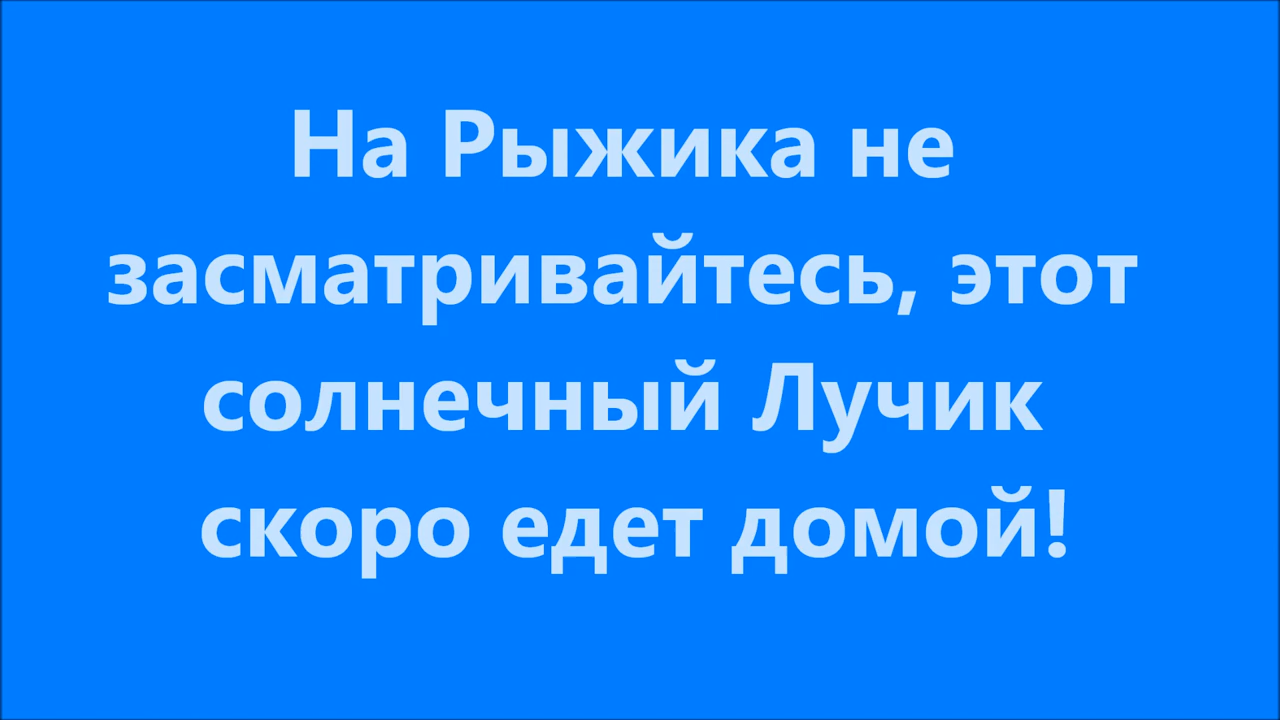 На Рыжика не
засматривайтесь, этот
солнечный Лучик
скоро едет домой!